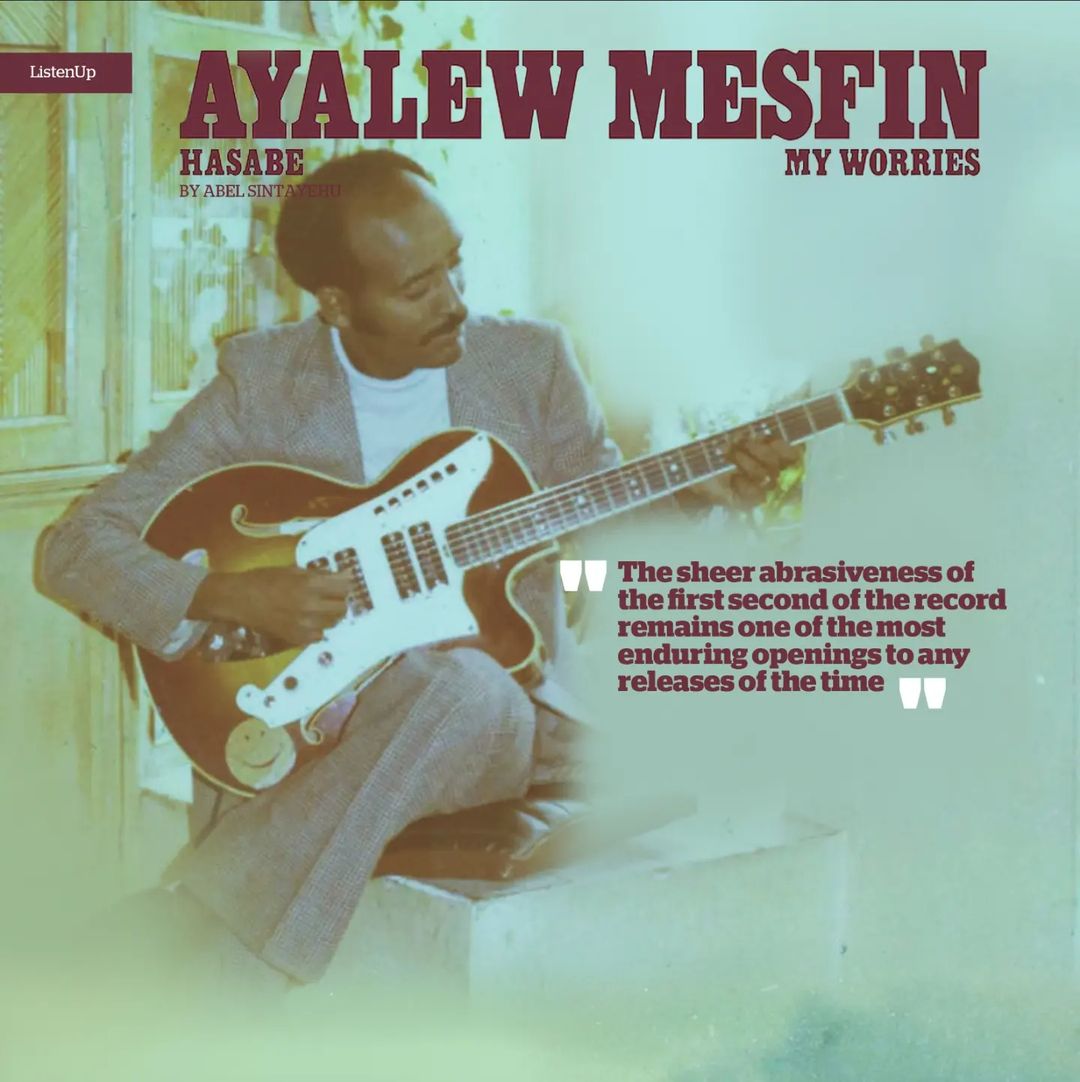 ListenUp
AYALEW MESFIN
HASABE
MY WORRIES
BY ABEL SINTAYEHU
" The sheer abrasiveness of
the first second of the record
remains one of the most
enduring openings to any
releases of the time "